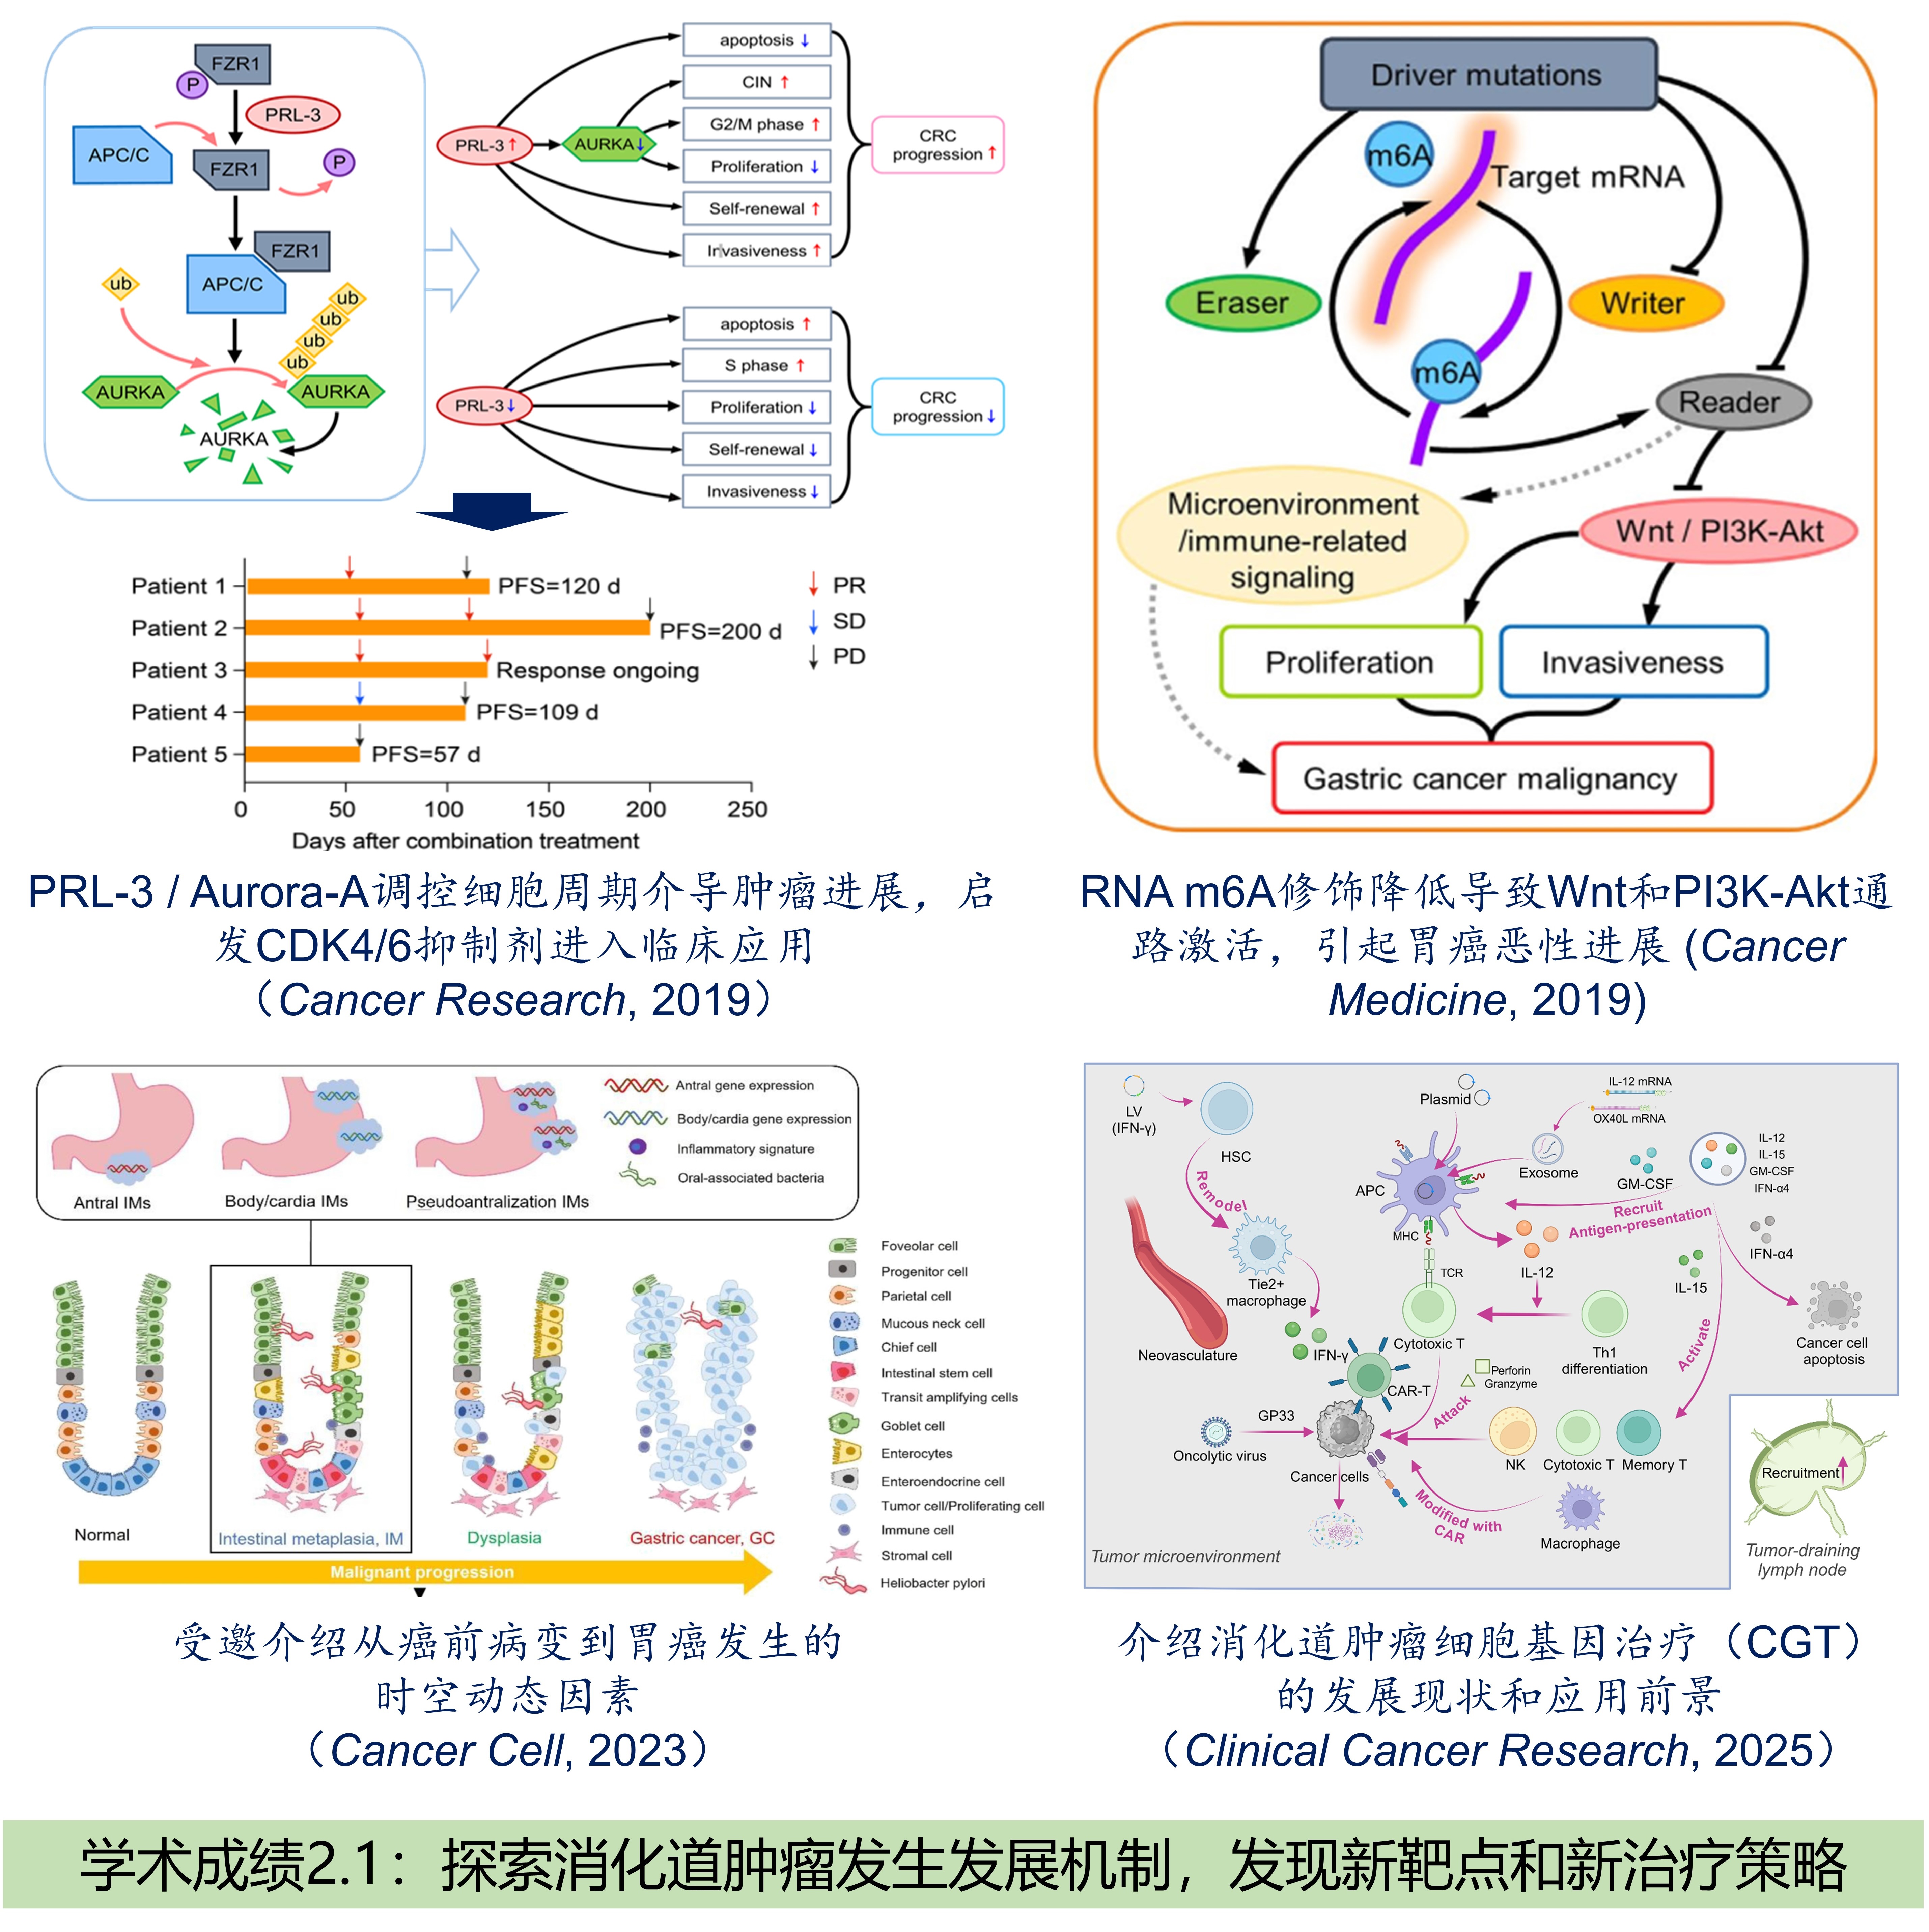 FZR1
P
PRL-3
APC/C
FZR1
P
FZR1
APC/C
ub
ub
ub
ub
ub
AURKA
AURKA
AURKA
PRL-3↑
AURKA↓
apoptosis ↓
CIN ↑
G2/M phase ↑
Proliferation ↓
Self-renewal ↑
Invasiveness ↑
CRC
progression ↑
PRL-3↓
apoptosis ↑
S phase ↑
Proliferation ↓
Self-renewal ↓
Invasiveness ↓
CRC
progression ↓
Patient 1
PFS=120 d
Patient 2
PFS=200 d
Patient 3
Response ongoing
Patient 4
PFS=109 d
Patient 5
PFS=57 d
PR
SD
PD
0 50 100 150 200 250
Days after combination treatment
PRL-3 / Aurora-A调控细胞周期介导肿瘤进展，启
发CDK4/6抑制剂进入临床应用
（Cancer Research, 2019）
Driver mutations
m6A
Target mRNA
Eraser
Writer
m6A
Reader
Microenvironment
/immune-related
signaling
Wnt / PI3K-Akt
Proliferation
Invasiveness
Gastric cancer malignancy
RNA m6A修饰降低导致Wnt和PI3K-Akt通
路激活，引起胃癌恶性进展 (Cancer
Medicine, 2019)
Antral IMs
Body/cardia IMs
Pseudoantralization IMs
Antral gene expression
Body/cardia gene expression
Inflammatory signature
Oral-associated bacteria
Foveolar cell
Progenitor cell
Parietal cell
Mucous neck cell
Chief cell
Intestinal stem cell
Transit amplifying cells
Goblet cell
Enterocytes
Enteroendocrine cell
Tumor cell/Proliferating cell
Immune cell
Stromal cell
Heliobacter pylori
Normal
Intestinal metaplasia, IM
Dysplasia
Gastric cancer, GC
Malignant progression
受邀介绍从癌前病变到胃癌发生的
时空动态因素
（Cancer Cell, 2023）
LV
(IFN-γ)
HSC
Remodel
Tie2+
macrophage
Neovasculature
IFN-γ
Plasmid
IL-12 mRNA
OX40L mRNA
Exosome
APC
MHC
TCR
GM-CSF
IL-12
IL-15
GM-CSF
IFN-α4
Recruit
Antigen-presentation
IL-12
IFN-α4
IL-15
Cytotoxic T
Th1
differentiation
Activate
Cancer cell
apoptosis
CAR-T
Perforin
Granzyme
Attack
GP33
Oncolytic virus
Cancer cells
NK
Cytotoxic T
Memory T
Modified with
CAR
Macrophage
Recruitment
Tumor microenvironment
Tumor-draining
lymph node
介绍消化道肿瘤细胞基因治疗（CGT）
的发展现状和应用前景
（Clinical Cancer Research, 2025）
学术成绩2.1：探索消化道肿瘤发生发展机制，发现新靶点和新治疗策略